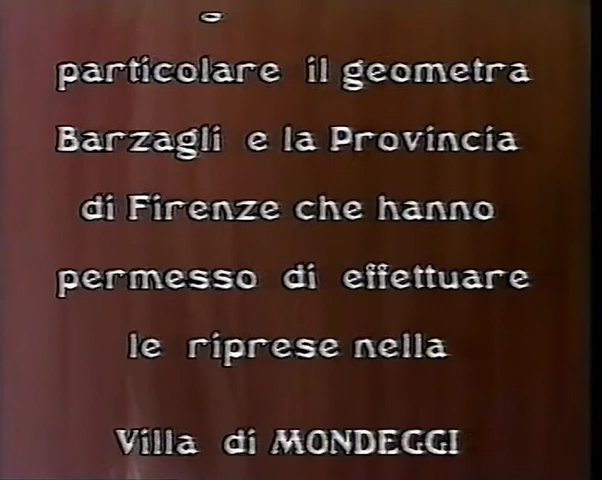 particolare il geometra
Barzagli e la Provincia
di Firenze che hanno
permesso di effettuare
le riprese nella
Villa di MONDEGGI